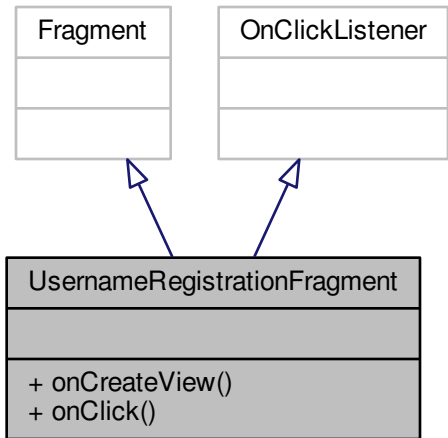 Fragment
OnClickListener
UsernameRegistrationFragment
+ onCreateView()
+ onClick()